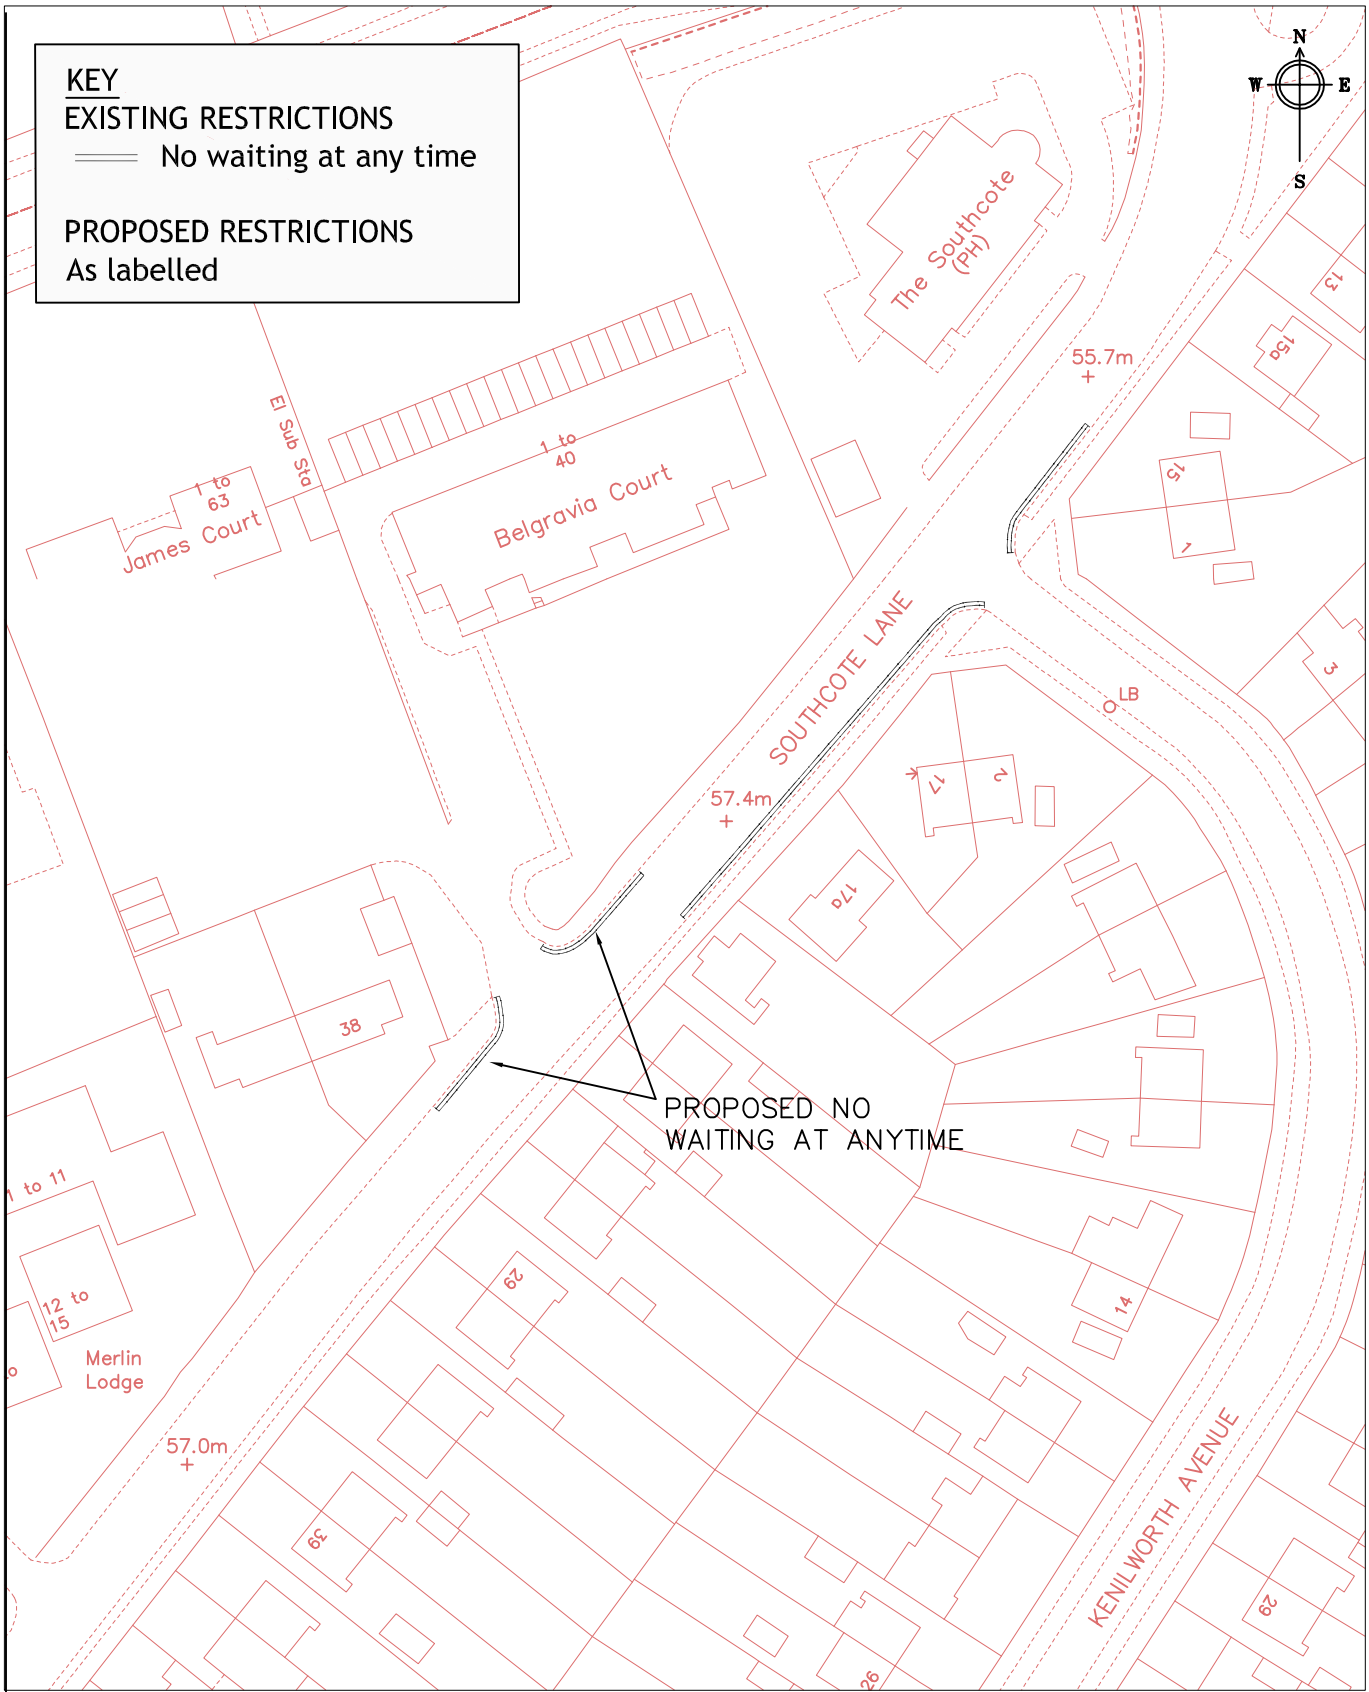 KEY
EXISTING RESTRICTIONS
No waiting at any time
PROPOSED RESTRICTIONS
As labelled
N
W E
S
The Southcote
(PH)
13
15a
55.7m
El Sub Sta
1 to
40
Belgravia Court
1 to
63
James Court
15
1
3
SOUTHCOTE LANE
LB
17
2
57.4m
17a
38
PROPOSED NO
WAITING AT ANYTIME
1 to 11
12 to
15
Merlin
Lodge
29
14
57.0m
39
KENILWORTH AVENUE
29
26